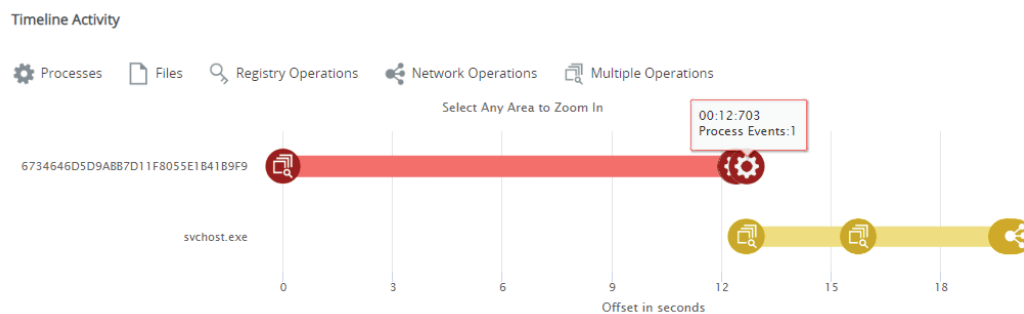 Timeline Activity
Processes Files Registry Operations Network Operations Multiple Operations
Select Any Area to Zoom In
00:12:703
Process Events:1
6734646D5D9ABB7D11F8055E1B41B9F9
svchost.exe
0 3 6 9 12 15 18
Offset in seconds